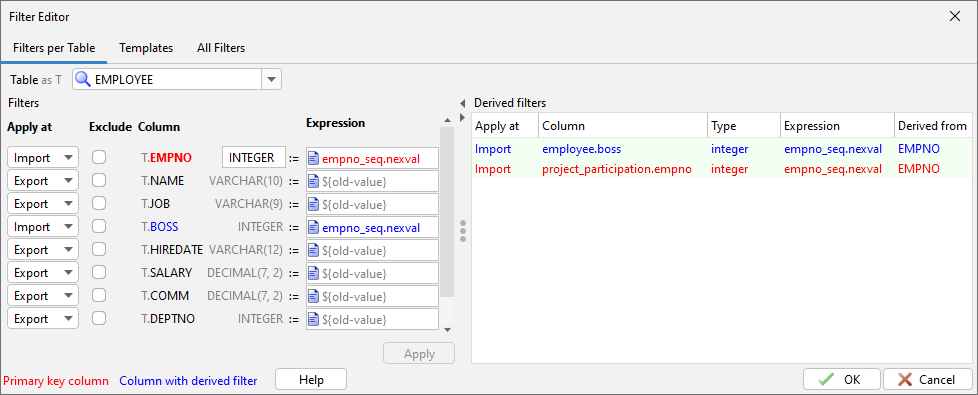 Filter Editor
Filters per Table Templates All Filters
Table as T EMPLOYEE
Filters
Apply at Exclude Column Expression
Import T.EMPNO INTEGER := empno_seq.nexval
Export T.NAME VARCHAR(10) := ${old-value}
Export T.JOB VARCHAR(9) := ${old-value}
Import T.BOSS INTEGER := empno_seq.nexval
Export T.HIREDATE VARCHAR(12) := ${old-value}
Export T.SALARY DECIMAL(7, 2) := ${old-value}
Export T.COMM DECIMAL(7, 2) := ${old-value}
Export T.DEPTNO INTEGER := ${old-value}
Apply
Derived filters
Apply at Column Type Expression Derived from
Import employee.boss integer empno_seq.nexval EMPNO
Import project_participation.empno integer empno_seq.nexval EMPNO
Primary key column Column with derived filter Help OK Cancel